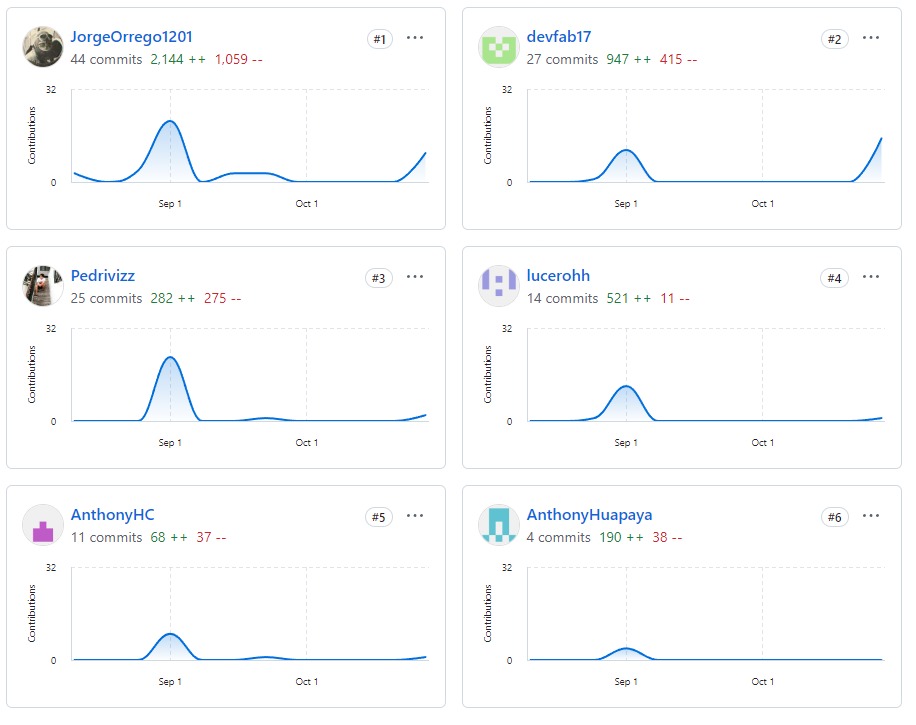 JorgeOrrego1201 #1 ...
44 commits 2,144 ++ 1,059 --
32
Contributions
0
Sep 1 Oct 1
devfab17 #2 ...
27 commits 947 ++ 415 --
32
Contributions
0
Sep 1 Oct 1
Pedrivizz #3 ...
25 commits 282 ++ 275 --
32
Contributions
0
Sep 1 Oct 1
lucerohh #4 ...
14 commits 521 ++ 11 --
32
Contributions
0
Sep 1 Oct 1
AnthonyHC #5 ...
11 commits 68 ++ 37 --
32
Contributions
0
Sep 1 Oct 1
AnthonyHuapaya #6 ...
4 commits 190 ++ 38 --
32
Contributions
0
Sep 1 Oct 1